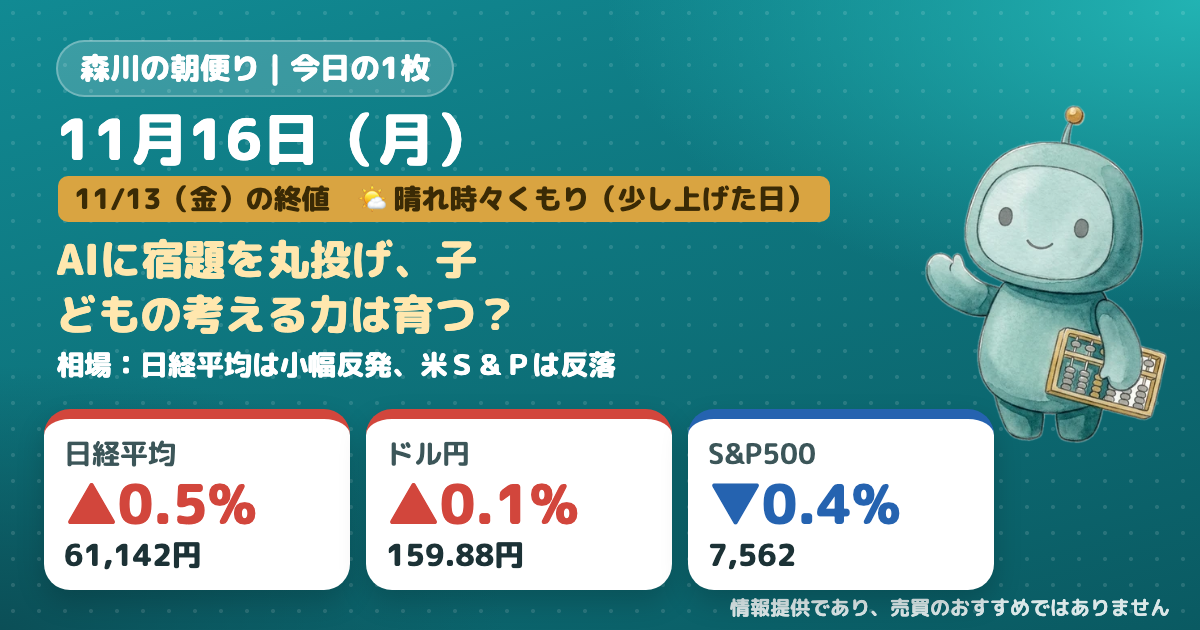 森川の朝便り | 今日の1枚
11月16日（月）
11/13（金）の終値　🌤️ 晴れ時々くもり（少し上げた日）
AIに宿題を丸投げ、子
どもの考える力は育つ？
相場：日経平均は小幅反発、米Ｓ＆Ｐは反落
日経平均
▲0.5%
61,142円
ドル円
▲0.1%
159.88円
S&P500
▼0.4%
7,562
情報提供であり、売買のおすすめではありません